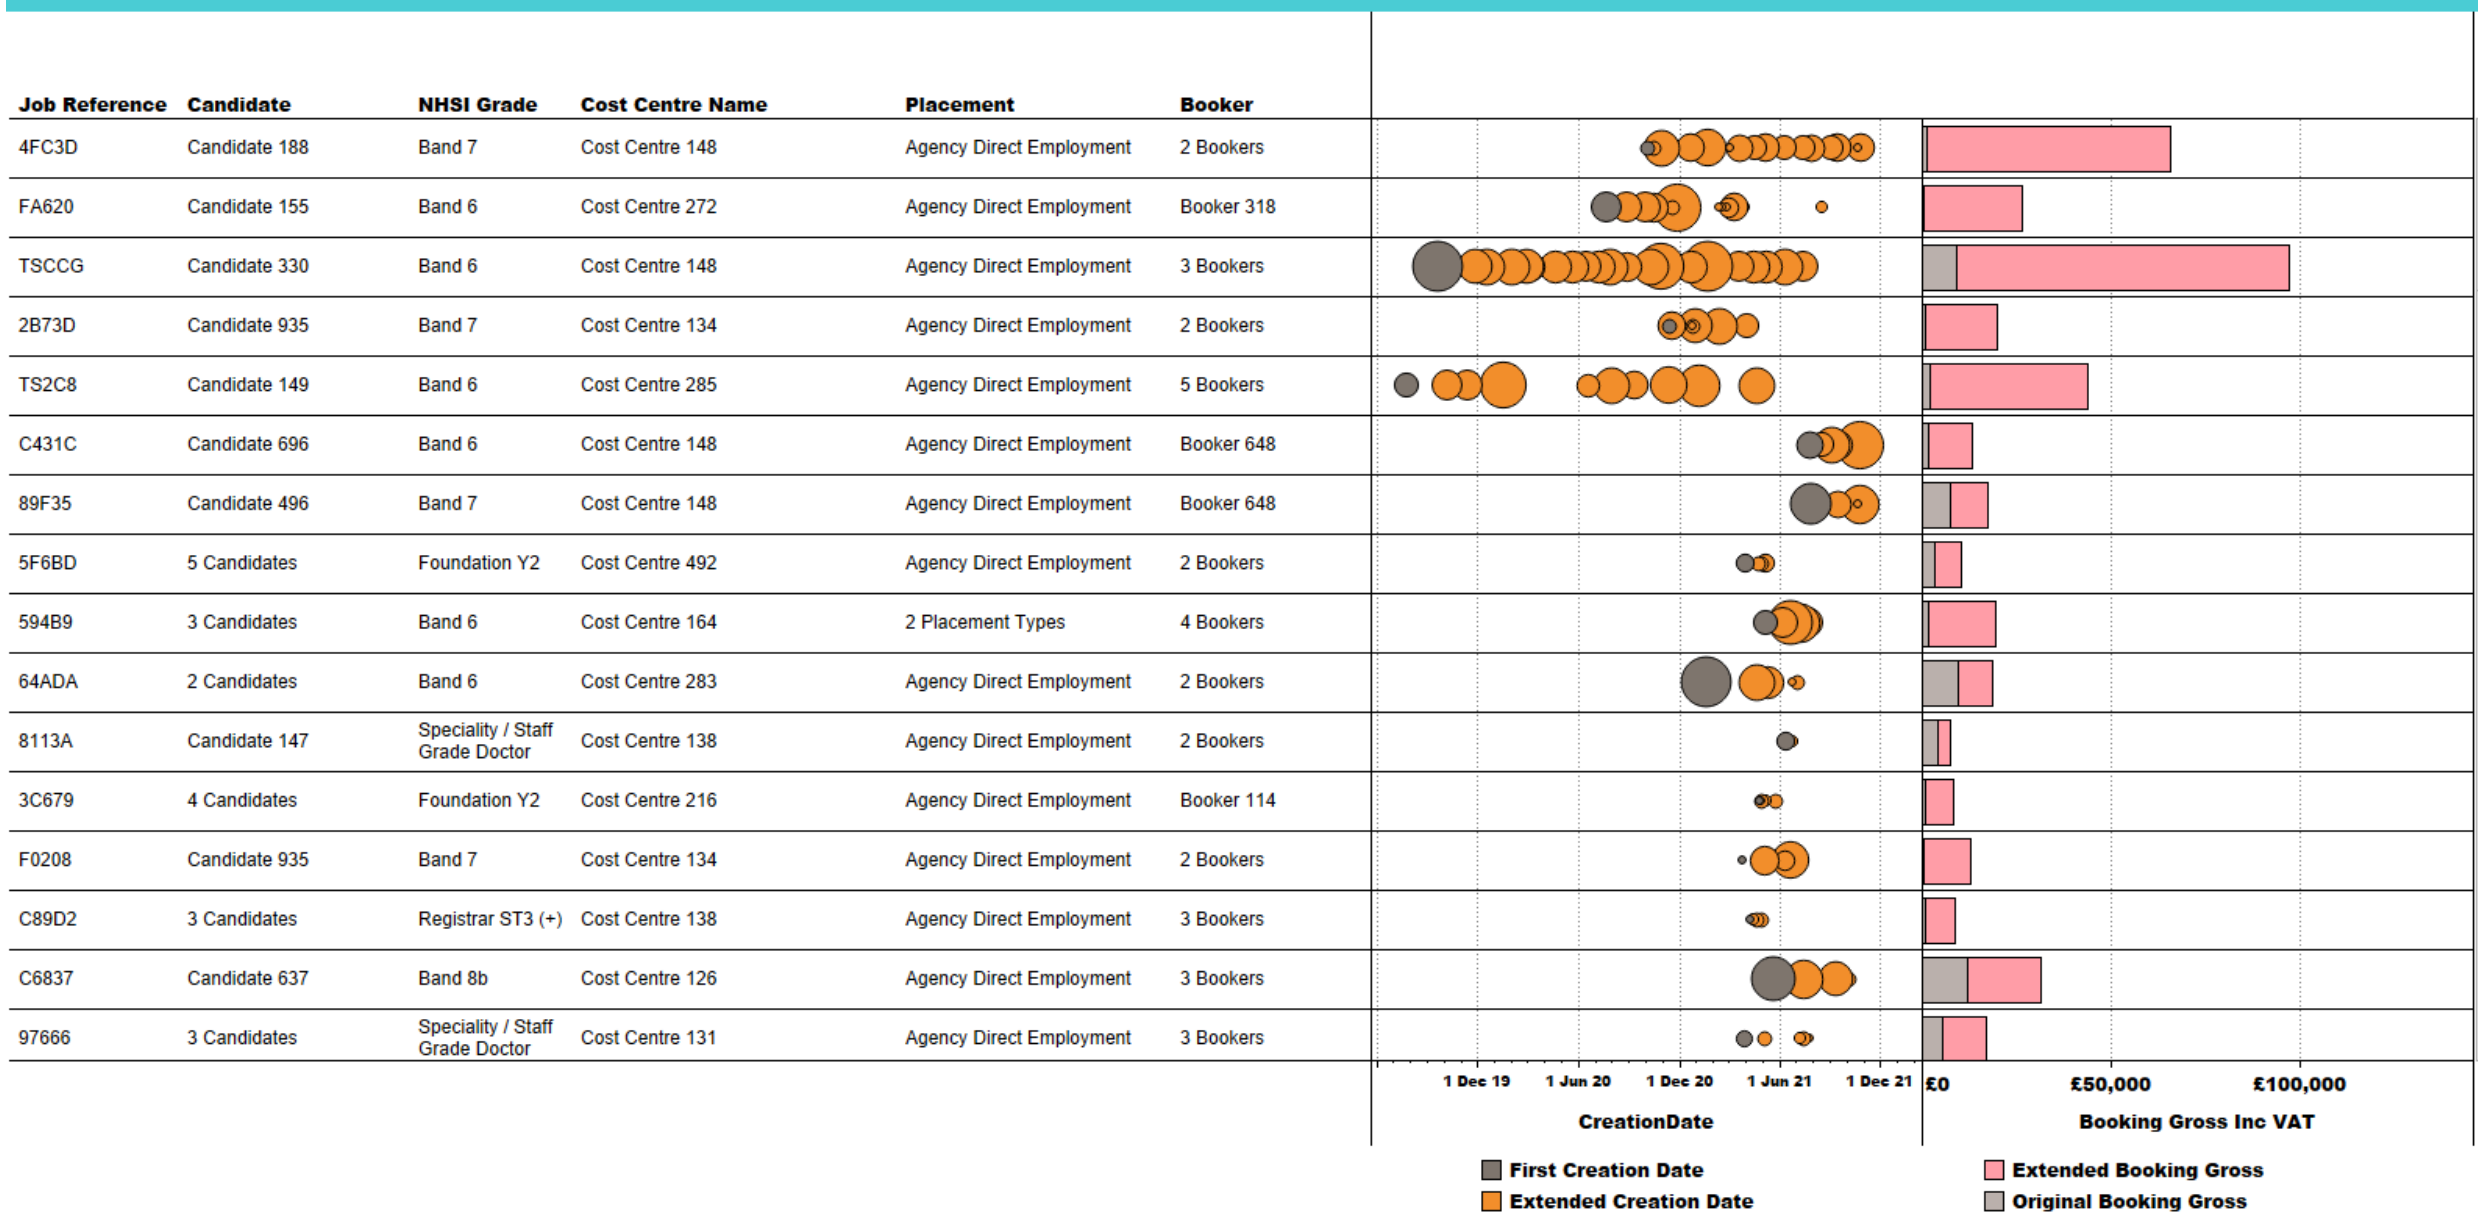 Job Reference Candidate NHSI Grade Cost Centre Name Placement Booker
4FC3D Candidate 188 Band 7 Cost Centre 148 Agency Direct Employment 2 Bookers
FA620 Candidate 155 Band 6 Cost Centre 272 Agency Direct Employment Booker 318
TSCCG Candidate 330 Band 6 Cost Centre 148 Agency Direct Employment 3 Bookers
2B73D Candidate 935 Band 7 Cost Centre 134 Agency Direct Employment 2 Bookers
TS2C8 Candidate 149 Band 6 Cost Centre 285 Agency Direct Employment 5 Bookers
C431C Candidate 696 Band 6 Cost Centre 148 Agency Direct Employment Booker 648
89F35 Candidate 496 Band 7 Cost Centre 148 Agency Direct Employment Booker 648
5F6BD 5 Candidates Foundation Y2 Cost Centre 492 Agency Direct Employment 2 Bookers
594B9 3 Candidates Band 6 Cost Centre 164 2 Placement Types 4 Bookers
64ADA 2 Candidates Band 6 Cost Centre 283 Agency Direct Employment 2 Bookers
8113A Candidate 147 Speciality / Staff Cost Centre 138 Agency Direct Employment 2 Bookers
Grade Doctor
3C679 4 Candidates Foundation Y2 Cost Centre 216 Agency Direct Employment Booker 114
F0208 Candidate 935 Band 7 Cost Centre 134 Agency Direct Employment 2 Bookers
C89D2 3 Candidates Registrar ST3 (+) Cost Centre 138 Agency Direct Employment 3 Bookers
C6837 Candidate 637 Band 8b Cost Centre 126 Agency Direct Employment 3 Bookers
97666 3 Candidates Speciality / Staff Cost Centre 131 Agency Direct Employment 3 Bookers
Grade Doctor
1 Dec 19 1 Jun 20 1 Dec 20 1 Jun 21 1 Dec 21 £0 £50,000 £100,000
CreationDate Booking Gross Inc VAT
First Creation Date Extended Booking Gross
Extended Creation Date Original Booking Gross